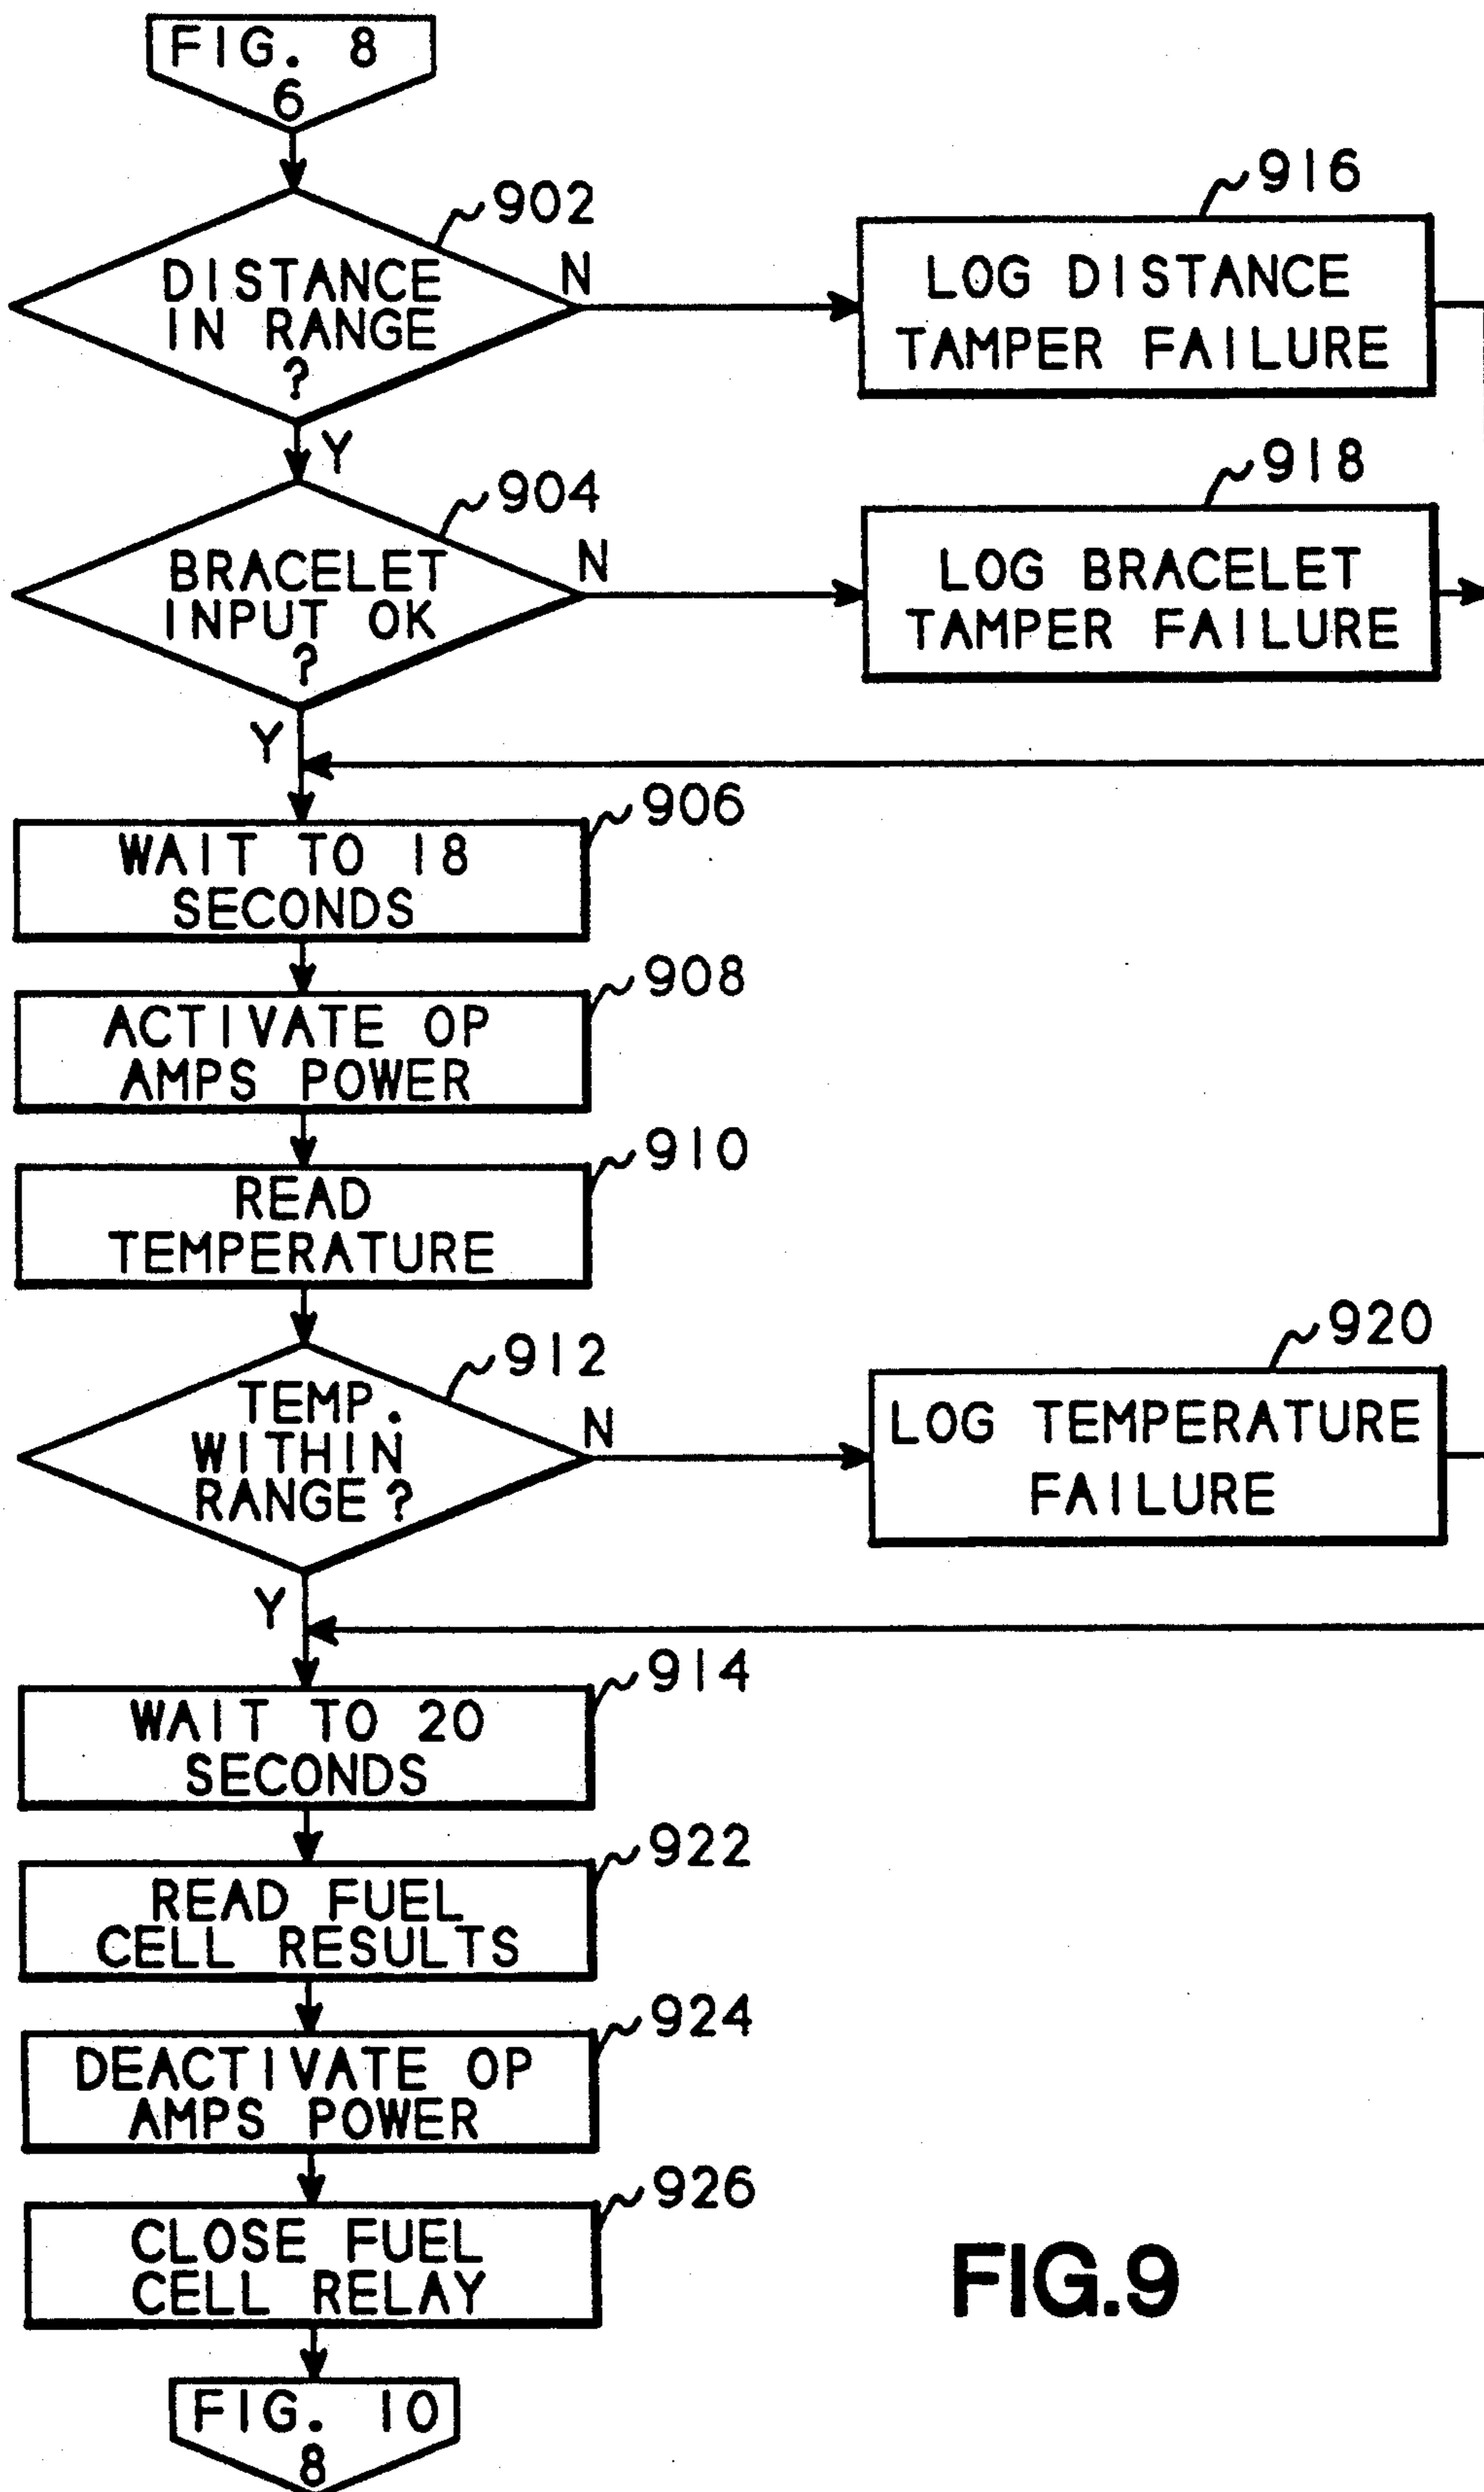 FIG. 8
6
902
DISTANCE
IN RANGE
?
N
Y
916
LOG DISTANCE
TAMPER FAILURE
904
BRACELET
INPUT OK
?
N
Y
918
LOG BRACELET
TAMPER FAILURE
906
WAIT TO 18
SECONDS
908
ACTIVATE OP
AMPS POWER
910
READ
TEMPERATURE
912
TEMP.
WITHIN
RANGE?
N
Y
920
LOG TEMPERATURE
FAILURE
914
WAIT TO 20
SECONDS
922
READ FUEL
CELL RESULTS
924
DEACTIVATE OP
AMPS POWER
926
CLOSE FUEL
CELL RELAY
FIG. 10
8
FIG.9